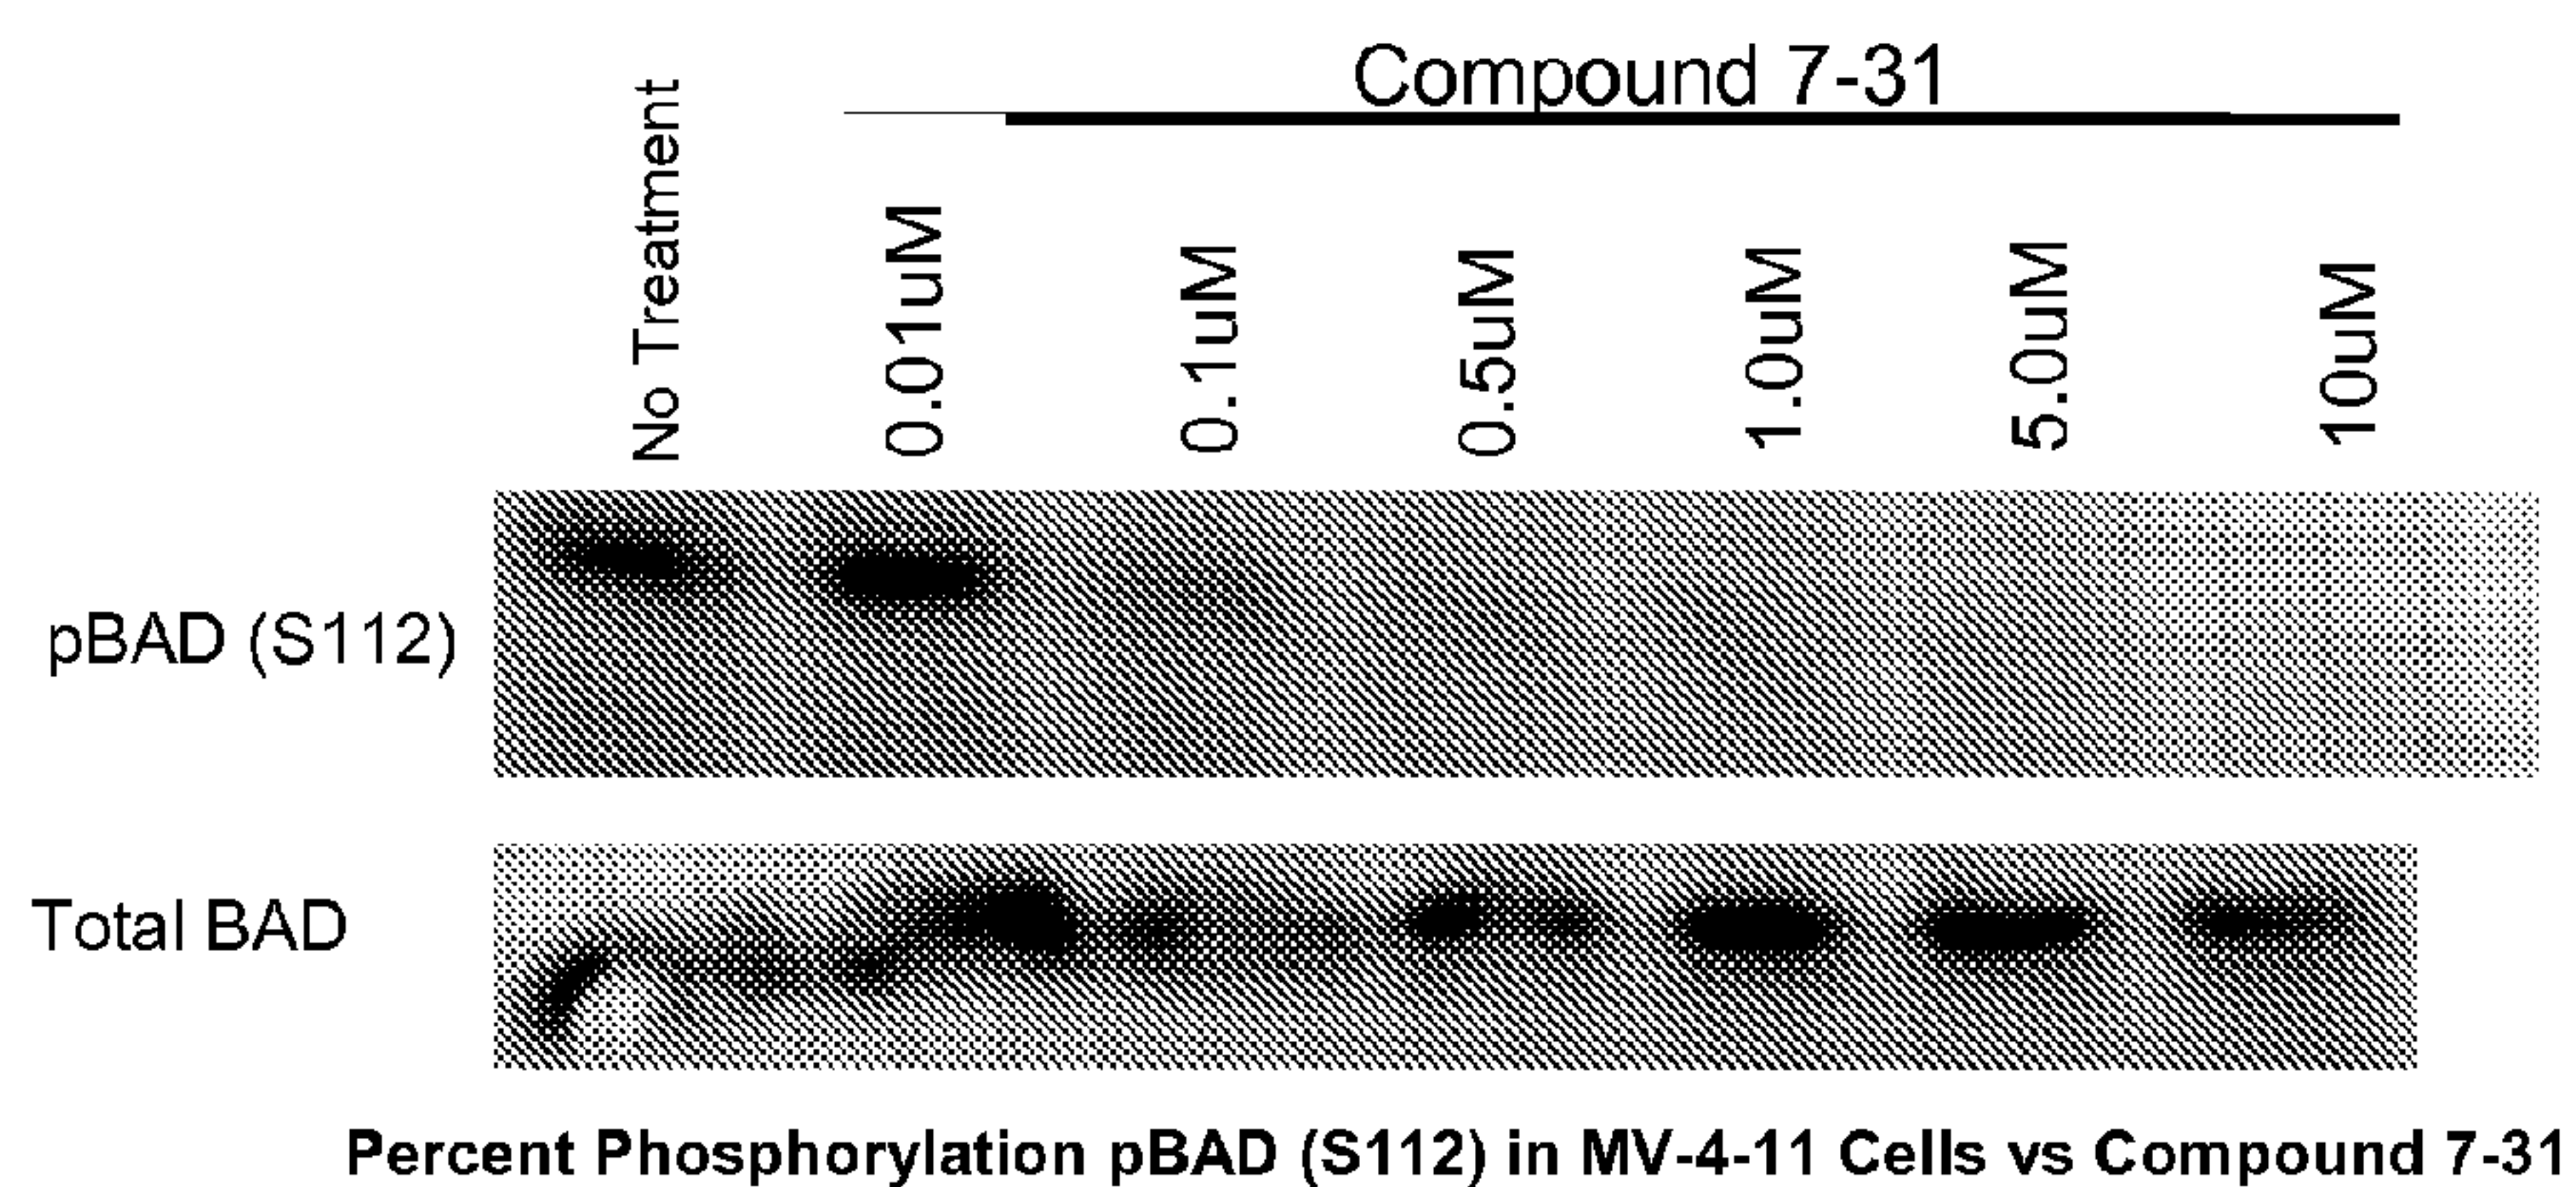 Compound 7-31
No Treatment
0.01uM
0.1uM
0.5uM
1.0uM
5.0uM
10uM
pBAD (S112)
Total BAD
Percent Phosphorylation pBAD (S112) in MV-4-11 Cells vs Compound 7-31